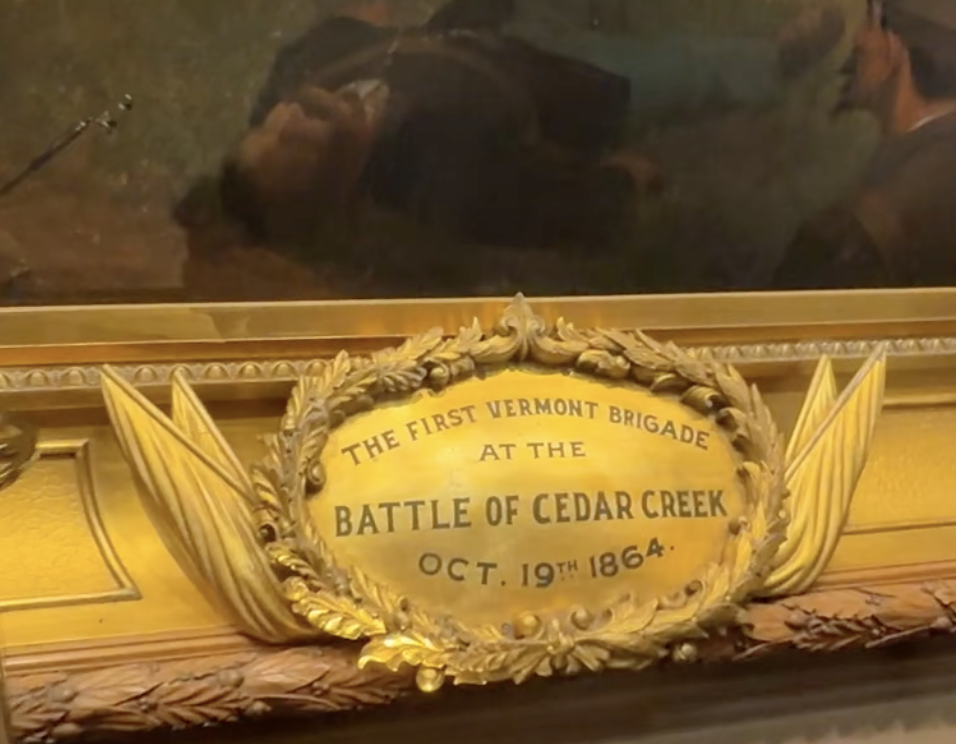 THE FIRST VERMONT BRIGADE
AT THE
BATTLE OF CEDAR CREEK
OCT. 19TH 1864.